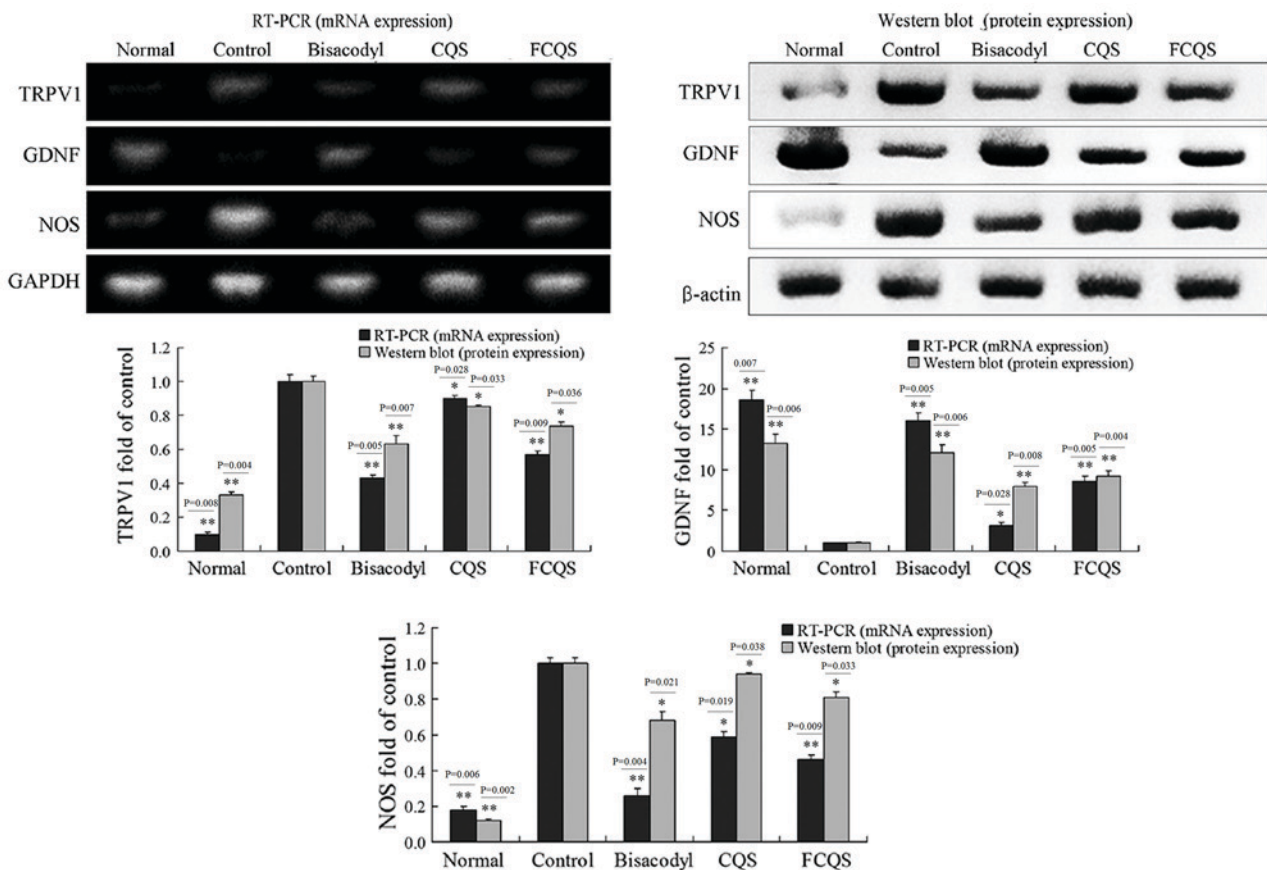 RT-PCR (mRNA expression)
Normal Control Bisacodyl CQS FCQS
TRPV1
GDNF
NOS
GAPDH
Western blot (protein expression)
Normal Control Bisacodyl CQS FCQS
TRPV1
GDNF
NOS
β-actin
RT-PCR (mRNA expression)
Western blot (protein expression)
TRPV1 fold of control
1.2
1.0
0.8
0.6
0.4
0.2
0.0
P=0.008
**
P=0.004
**
P=0.005
**
P=0.007
**
P=0.028
*
P=0.033
*
P=0.009
**
P=0.036
*
Normal Control Bisacodyl CQS FCQS
RT-PCR (mRNA expression)
Western blot (protein expression)
GDNF fold of control
25
20
15
10
5
0
0.007
**
P=0.006
**
P=0.005
**
P=0.006
**
P=0.028
*
P=0.008
**
P=0.005
**
P=0.004
**
Normal Control Bisacodyl CQS FCQS
RT-PCR (mRNA expression)
Western blot (protein expression)
NOS fold of control
1.2
1.0
0.8
0.6
0.4
0.2
0.0
P=0.006
**
P=0.002
**
P=0.004
**
P=0.021
*
P=0.019
*
P=0.038
*
P=0.009
**
P=0.033
*
Normal Control Bisacodyl CQS FCQS